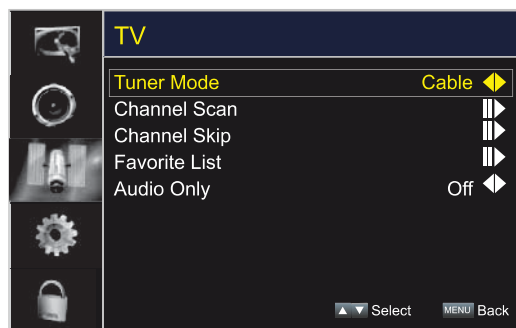 TV
Tuner Mode Cable
Channel Scan
Channel Skip
Favorite List
Audio Only Off
Select MENU Back